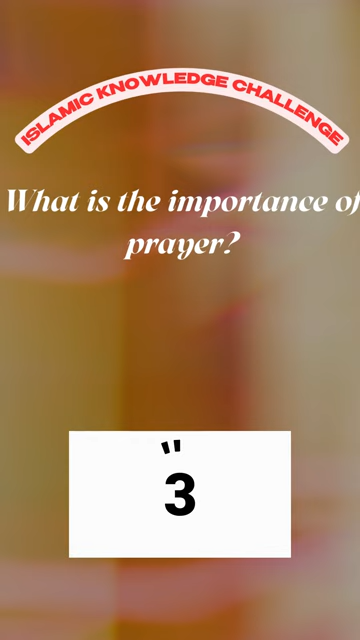 ISLAMIC KNOWLEDGE CHALLENGE
What is the importance of
prayer?
"
3